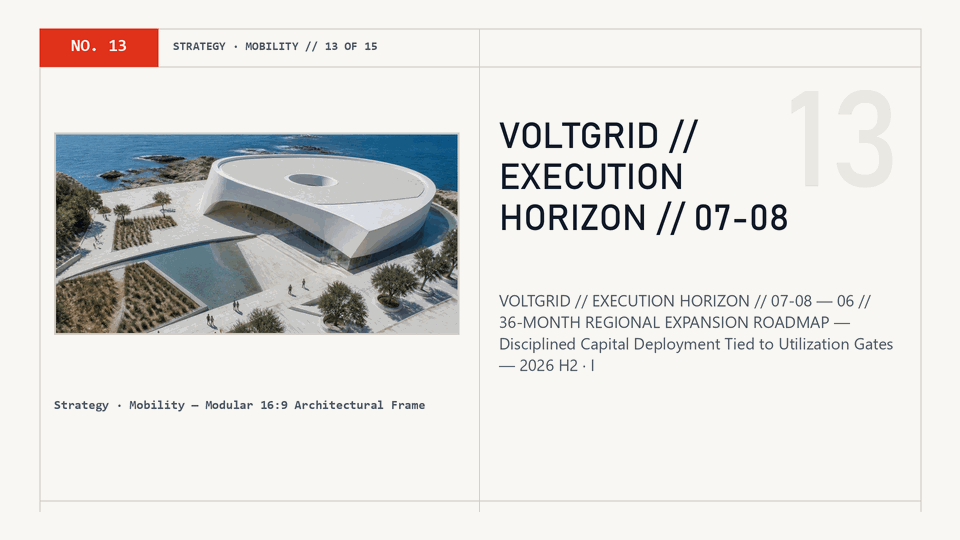 NO. 13
STRATEGY · MOBILITY // 13 OF 15
13
VOLTGRID //
EXECUTION
HORIZON // 07-08
VOLTGRID // EXECUTION HORIZON // 07-08 — 06 //
36-MONTH REGIONAL EXPANSION ROADMAP —
Disciplined Capital Deployment Tied to Utilization Gates
— 2026 H2 · I
Strategy · Mobility — Modular 16:9 Architectural Frame